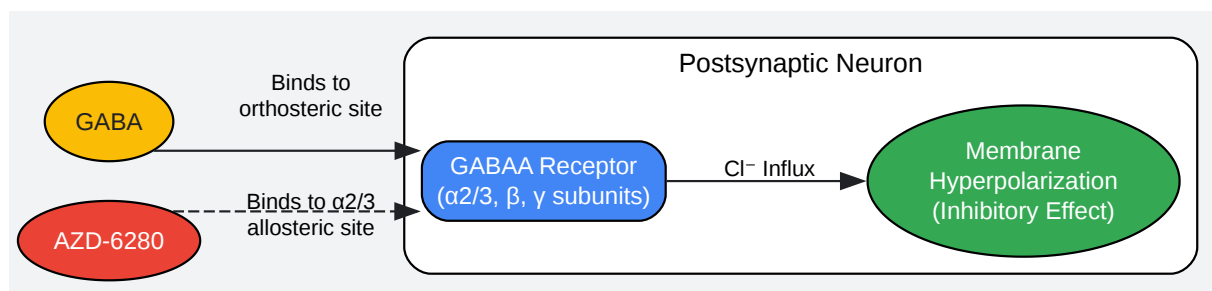 Postsynaptic Neuron
Binds to
orthosteric site
GABA
GABAA Receptor
(α2/3, β, γ subunits)
Cl⁻ Influx
Membrane
Hyperpolarization
(Inhibitory Effect)
Binds to α2/3
allosteric site
AZD-6280